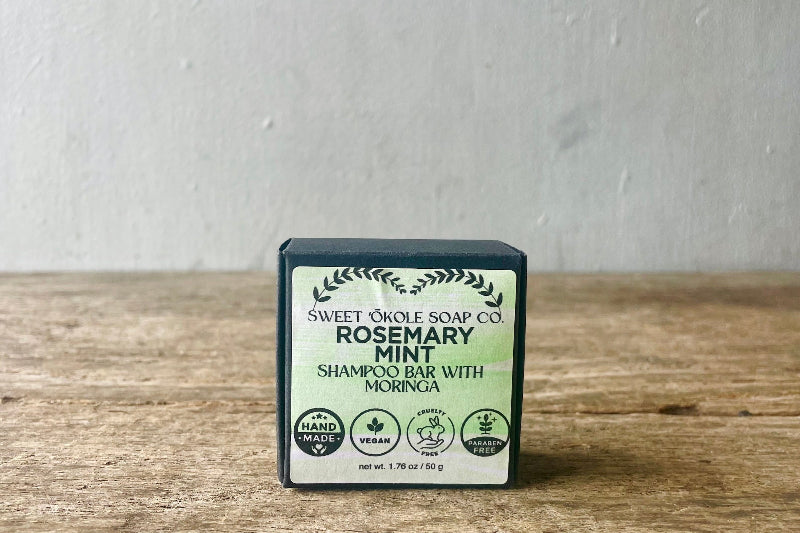 SWEET ʻŌKOLE SOAP CO.
ROSEMARY
MINT
SHAMPOO BAR WITH
MORINGA
HAND
MADE
VEGAN
CRUELTY
FREE
PARABEN
FREE
net wt. 1.76 oz / 50 g